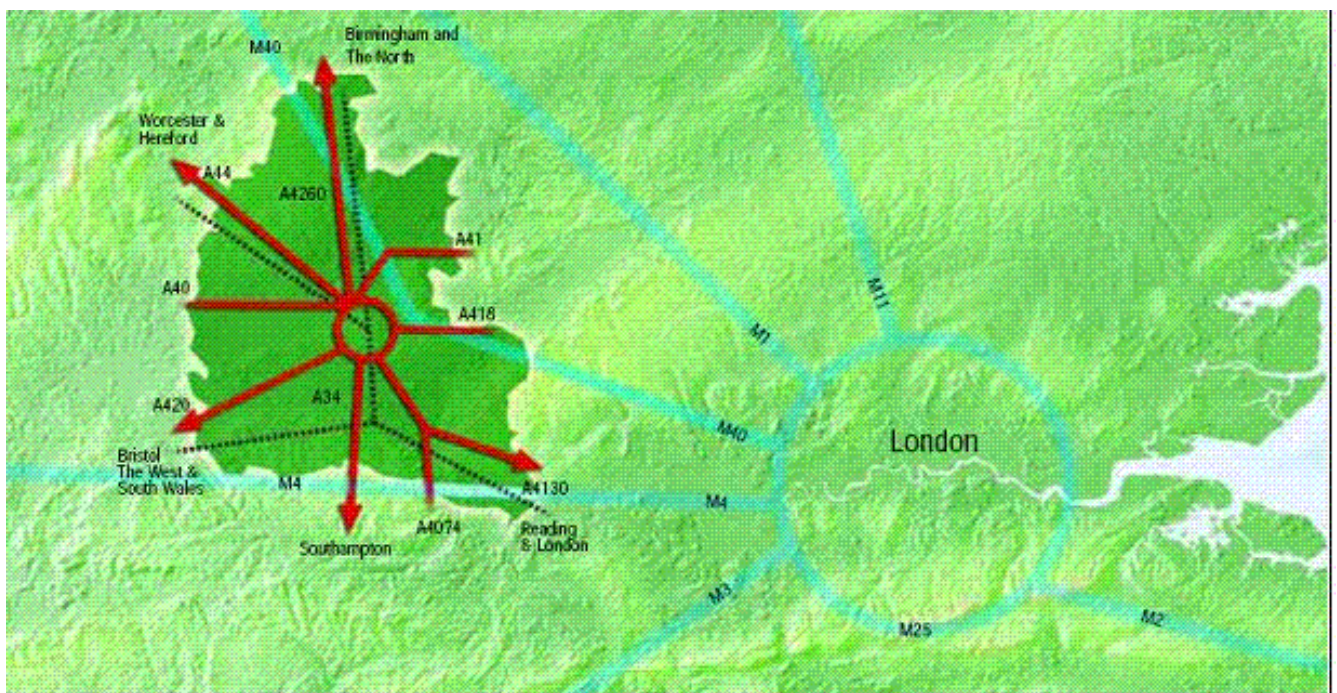 Birmingham and
The North
M40
Worcester &
Hereford
A44
A4260
A41
A40
A418
M11
M1
A420
A34
M40
London
Bristol
The West &
South Wales
M4
A4130
M4
A4074
Reading
& London
Southampton
M3
M25
M2